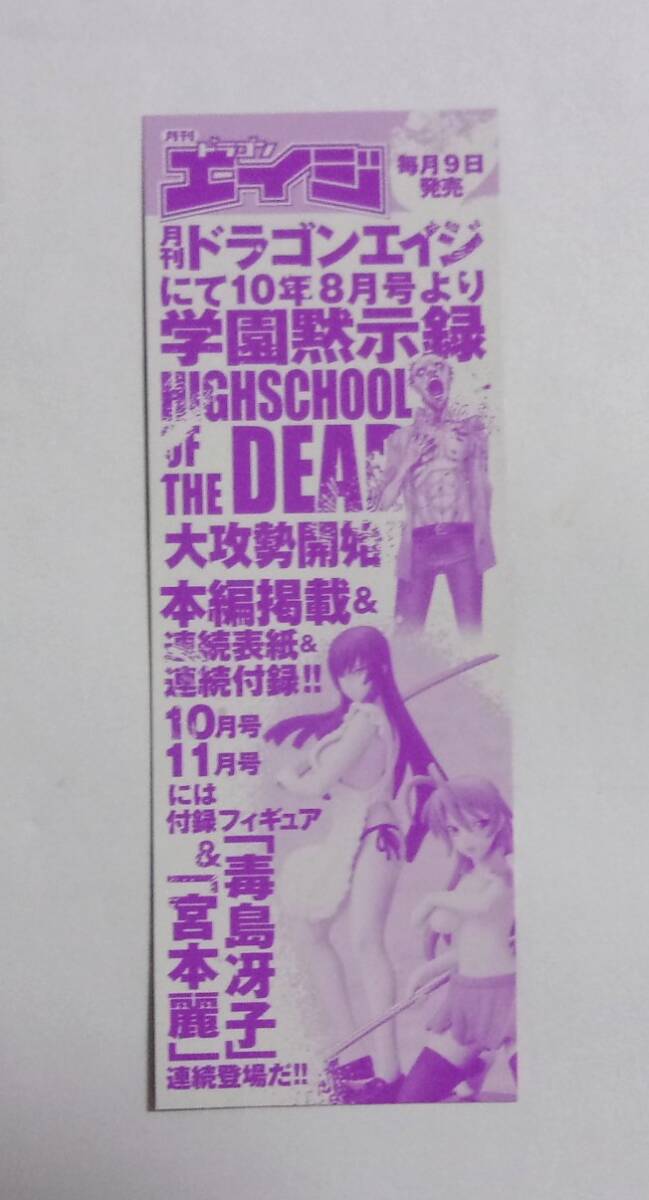 月刊
ドラゴン
エイジ
毎月9日
発売
月刊ドラゴンエイジ
にて10年8月号より
学園黙示録
HIGHSCHOOL
OF
THE DEAD
大攻勢開始
本編掲載&
連続表紙&
連続付録!!
10月号
11月号
には
付録フィギュア
「毒島冴子」
&「宮本麗」
連続登場だ!!